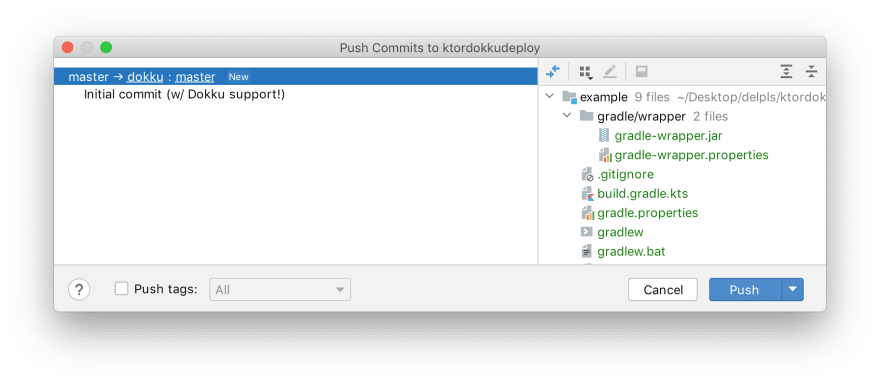 Push Commits to ktordokkudeploy
master → dokku : master New
Initial commit (w/ Dokku support!)
example 9 files ~/Desktop/delpls/ktordok
gradle/wrapper 2 files
gradle-wrapper.jar
gradle-wrapper.properties
.gitignore
build.gradle.kts
gradle.properties
gradlew
gradlew.bat
? Push tags: All Cancel Push